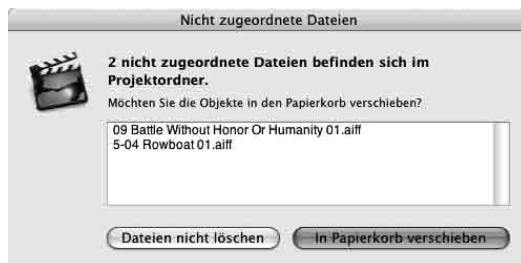 Nicht zugeordnete Dateien
2 nicht zugeordnete Dateien befinden sich im
Projektordner.
Möchten Sie die Objekte in den Papierkorb verschieben?
09 Battle Without Honor Or Humanity 01.aiff
5-04 Rowboat 01.aiff
Dateien nicht löschen
In Papierkorb verschieben